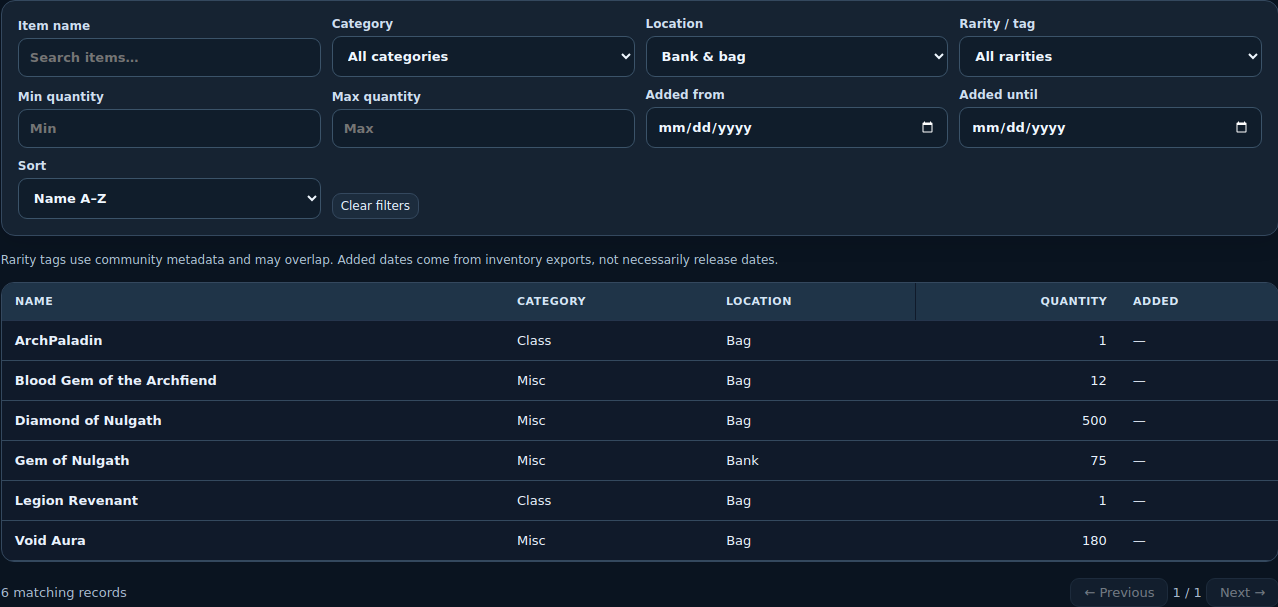 Item name Category Location Rarity / tag
Search items… All categories Bank & bag All rarities
Min quantity Max quantity Added from Added until
Min Max mm/dd/yyyy mm/dd/yyyy
Sort
Name A–Z Clear filters
Rarity tags use community metadata and may overlap. Added dates come from inventory exports, not necessarily release dates.
NAME CATEGORY LOCATION QUANTITY ADDED
ArchPaladin Class Bag 1 —
Blood Gem of the Archfiend Misc Bag 12 —
Diamond of Nulgath Misc Bag 500 —
Gem of Nulgath Misc Bank 75 —
Legion Revenant Class Bag 1 —
Void Aura Misc Bag 180 —
6 matching records ← Previous 1 / 1 Next →